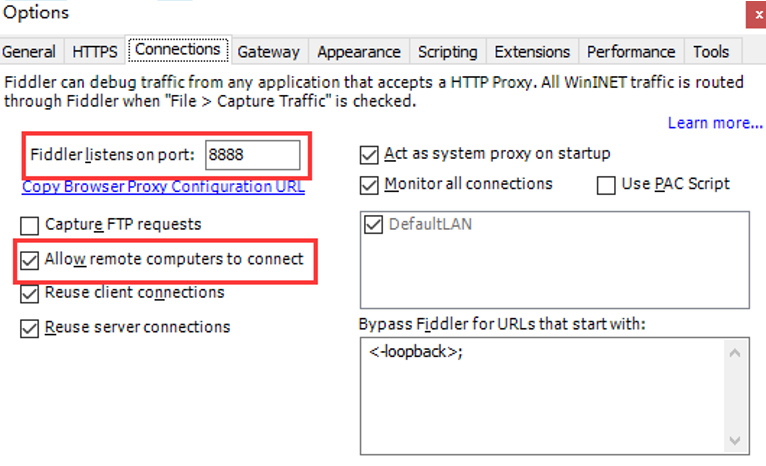 Options
x
General HTTPS Connections Gateway Appearance Scripting Extensions Performance Tools
Fiddler can debug traffic from any application that accepts a HTTP Proxy. All WinINET traffic is routed
through Fiddler when "File > Capture Traffic" is checked.
Learn more...
Fiddler listens on port: 8888
Copy Browser Proxy Configuration URL
Capture FTP requests
Allow remote computers to connect
Reuse client connections
Reuse server connections
Act as system proxy on startup
Monitor all connections Use PAC Script
DefaultLAN
Bypass Fiddler for URLs that start with:
<-loopback>;